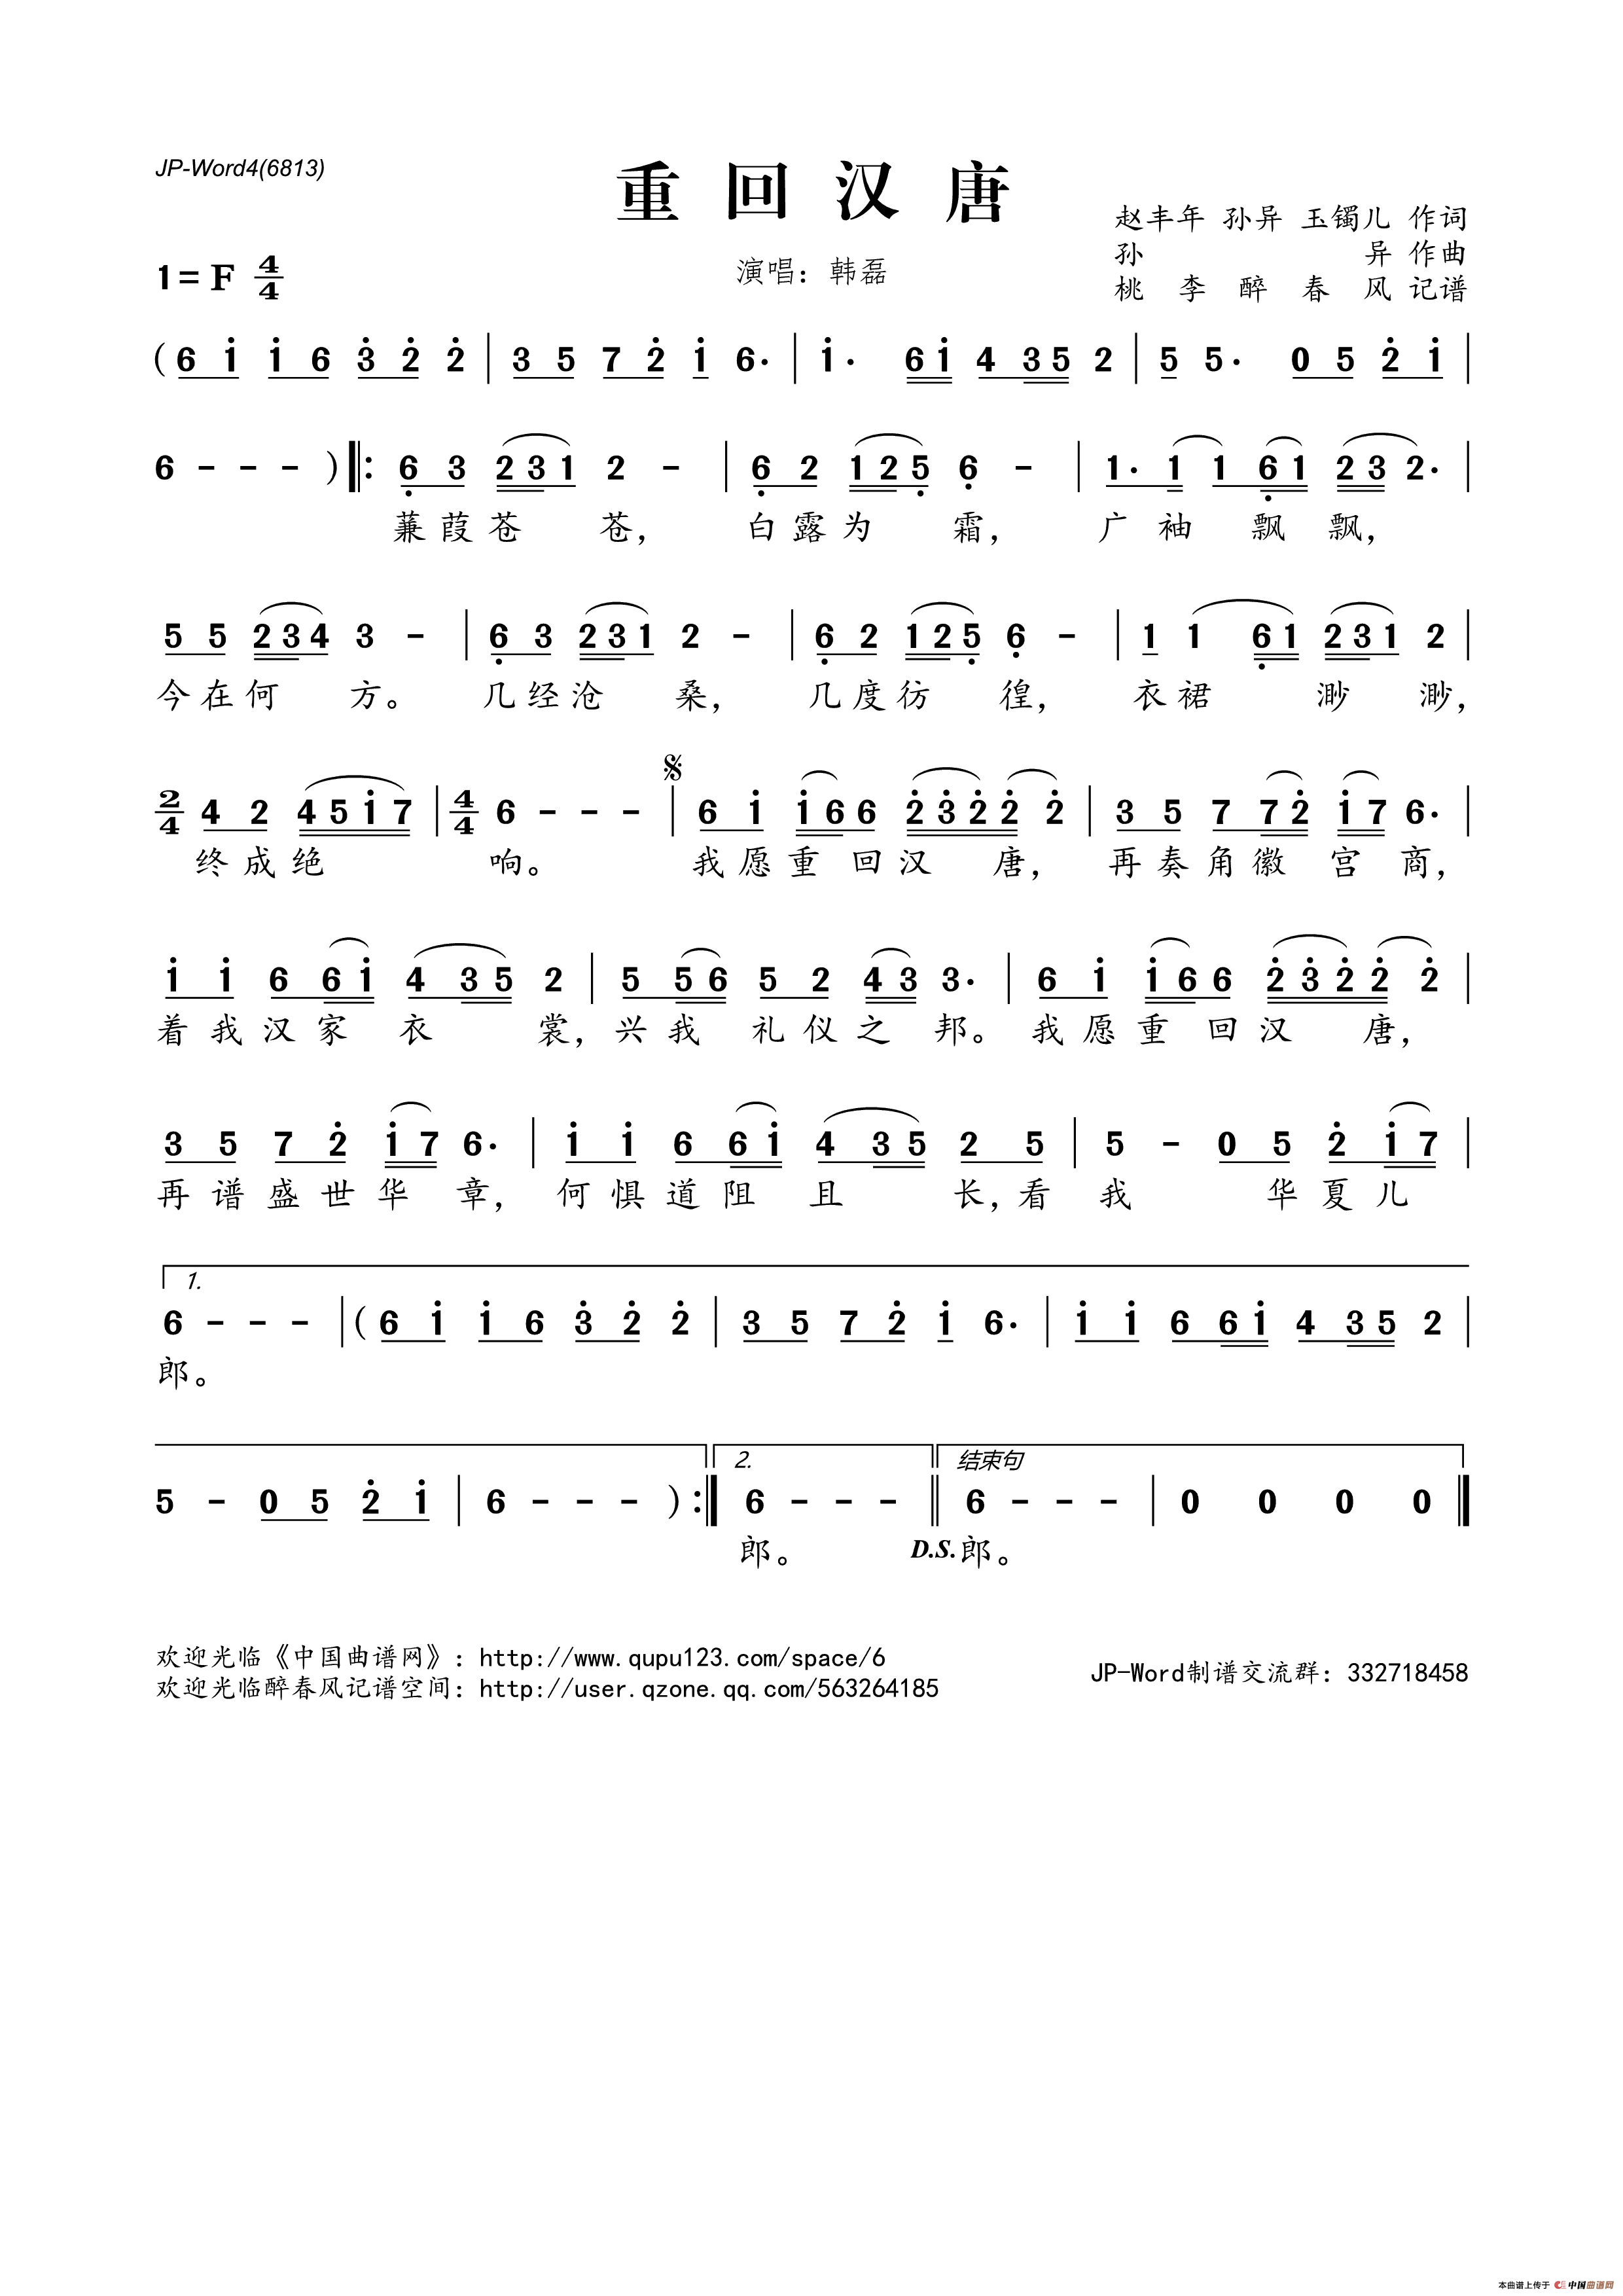 JP-Word4(6813)
重回汉唐
赵丰年 孙异 玉镯儿 作词
1=F 4/4
演唱：韩磊
孙 异 作曲
桃李醉春风 记谱
( 6 i i 6 3 2 2 | 3 5 7 2 i 6. | i. 6 i 4 3 5 2 | 5 5. 0 5 2 i |
6 - - - ) ‖: 6 3 2 3 1 2 - | 6 2 1 2 5 6 - | 1. 1 1 6 1 2 3 2. |
蒹葭苍 苍， 白露为 霜， 广袖 飘 飘，
5 5 2 3 4 3 - | 6 3 2 3 1 2 - | 6 2 1 2 5 6 - | 1 1 6 1 2 3 1 2 |
今在何 方。 几经沧 桑， 几度彷 徨， 衣裙 渺 渺，
2/4 4 2 4 5 i 7 | 4/4 6 - - - | 6 i i 6 6 2 3 2 2 2 | 3 5 7 7 2 i 7 6. |
终成绝 响。 我愿重 回汉 唐， 再奏角徽 宫商，
i i 6 6 i 4 3 5 2 | 5 5 6 5 2 4 3 3. | 6 i i 6 6 2 3 2 2 2 |
着我汉家 衣 裳， 兴我 礼仪之 邦。 我愿重 回汉 唐，
3 5 7 2 i 7 6. | i i 6 6 i 4 3 5 2 5 | 5 - 0 5 2 i 7 |
再谱盛世华 章， 何惧道阻 且 长，看 我 华夏儿
1.
6 - - - | ( 6 i i 6 3 2 2 | 3 5 7 2 i 6. | i i 6 6 i 4 3 5 2 |
郎。
2. 结束句
5 - 0 5 2 i | 6 - - - ) :‖ 6 - - - ‖ 6 - - - | 0 0 0 0 ‖
郎。 D.S. 郎。
欢迎光临《中国曲谱网》：http://www.qupu123.com/space/6
欢迎光临醉春风记谱空间：http://user.qzone.qq.com/563264185
JP-Word制谱交流群：332718458
本曲谱上传于 中国曲谱网